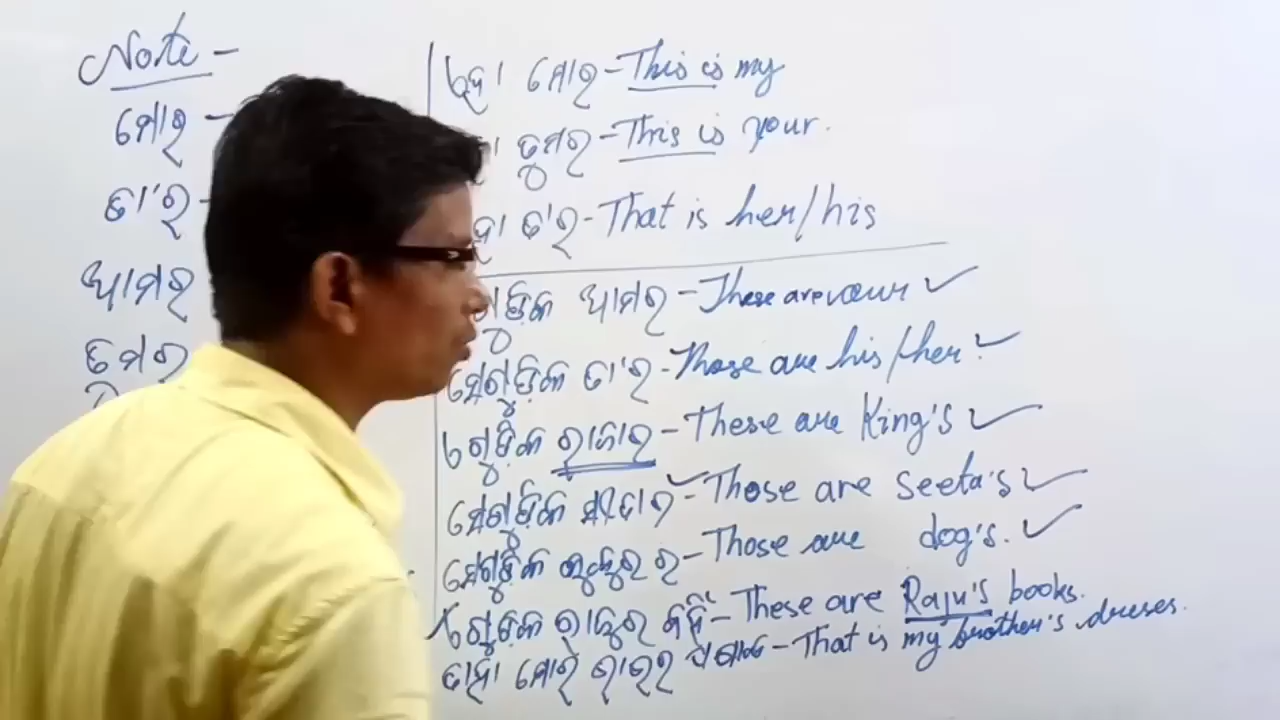 Note -
ମୋର -
ତା'ର -
ଆମର
ତୁମର
ଇହା ମୋର - This is my
ତୁମର - This is your.
ତା'ର - That is her/his
ଆମର - These are our ✓
ସେଗୁଡ଼ିକ ତା'ର - Those are his/her ✓
ଏଗୁଡ଼ିକ ରାଜାର - These are King's ✓
ସେଗୁଡ଼ିକ ସୀତାର - Those are Seeta's ✓
ସେଗୁଡ଼ିକ କୁକୁର ର - Those are dog's. ✓
ଏଗୁଡ଼ିକ ରାଜୁର ବହି - These are Raju's books.
ତାହା ମୋର ଭାଇର - That is my brother's dresses.